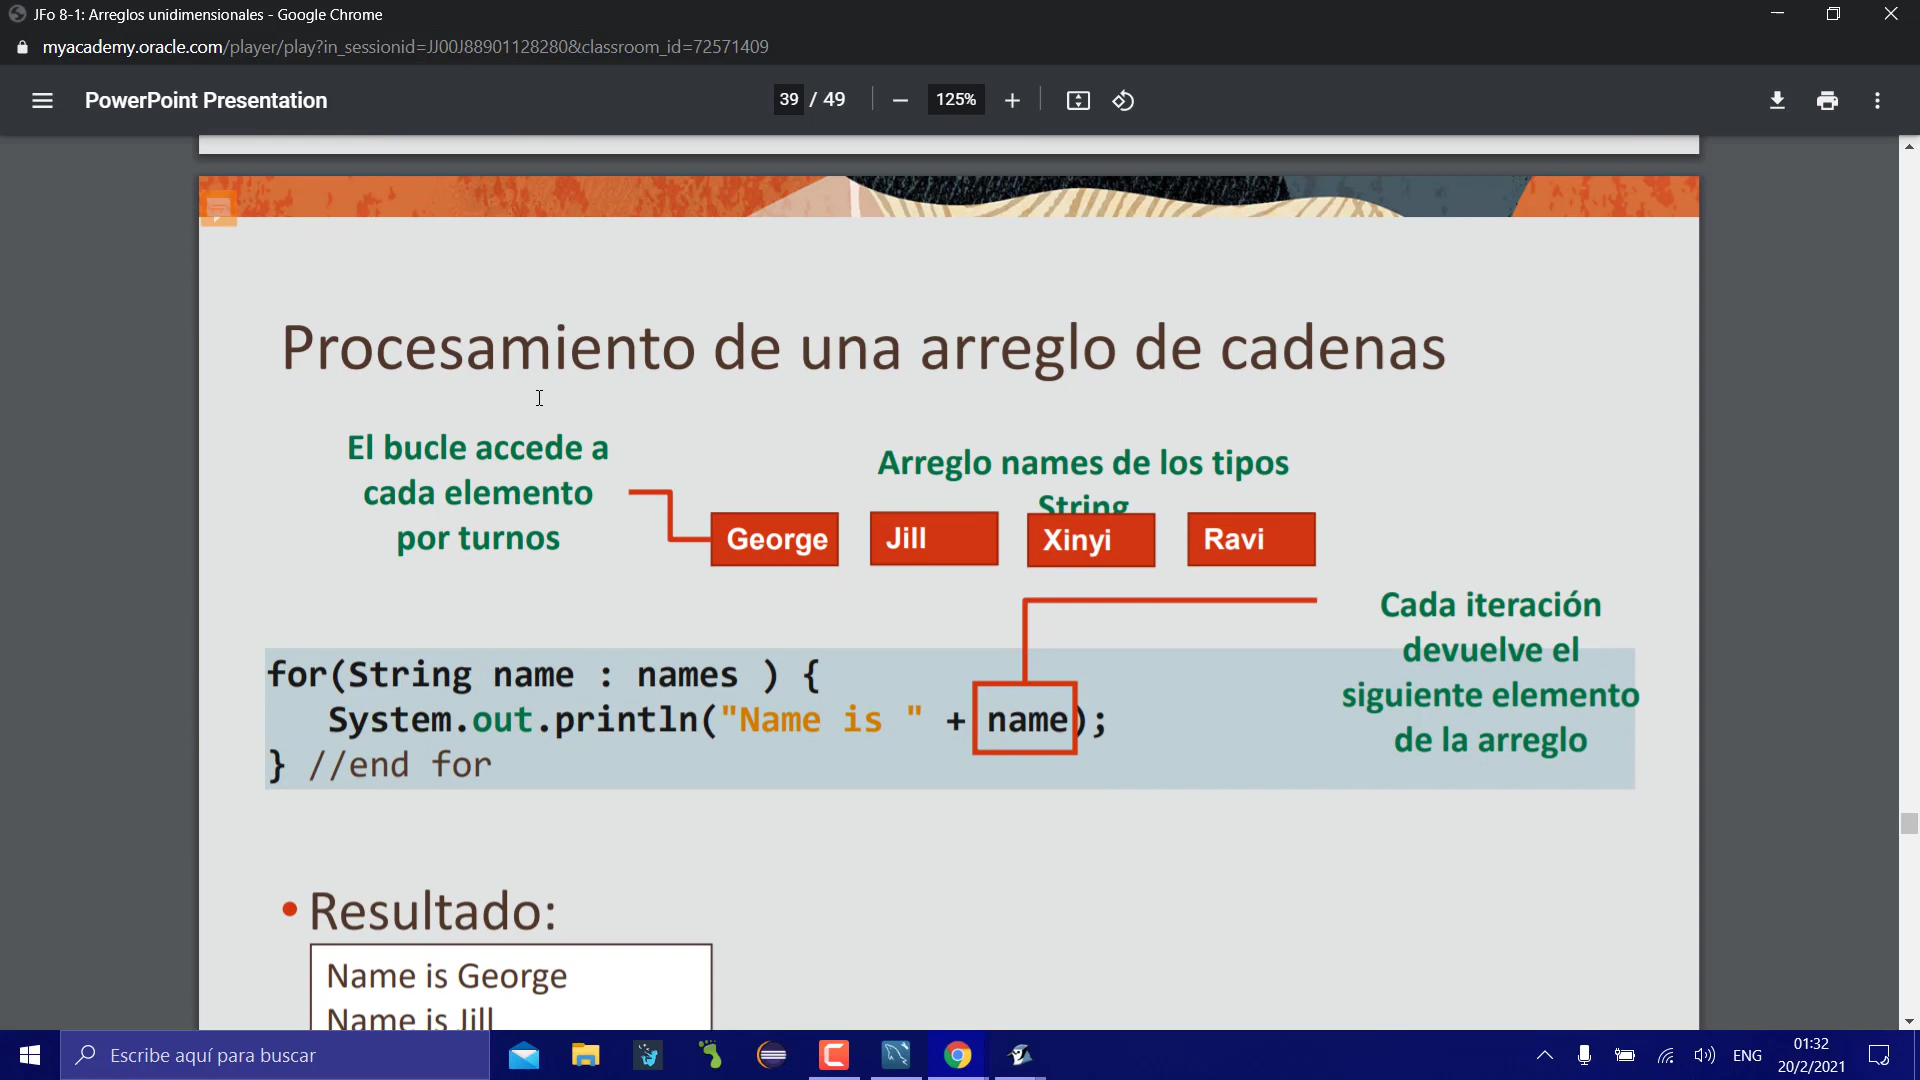 JFo 8-1: Arreglos unidimensionales - Google Chrome
myacademy.oracle.com/player/play?in_sessionid=JJ00J88901128280&classroom_id=72571409
PowerPoint Presentation
39 / 49
125%
Procesamiento de una arreglo de cadenas
El bucle accede a
cada elemento
por turnos
Arreglo names de los tipos
String
George
Jill
Xinyi
Ravi
Cada iteración
devuelve el
siguiente elemento
de la arreglo
for(String name : names ) {
System.out.println("Name is " + name);
} //end for
• Resultado:
Name is George
Name is Jill
Escribe aquí para buscar
ENG
01:32
20/2/2021